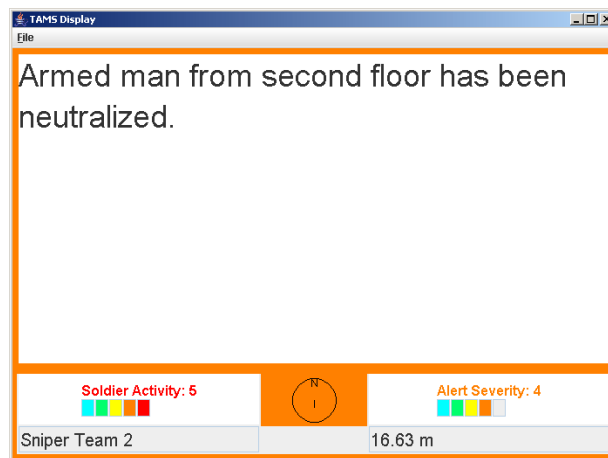 TAMS Display
File
Armed man from second floor has been
neutralized.
Soldier Activity: 5
N
Alert Severity: 4
Sniper Team 2
16.63 m